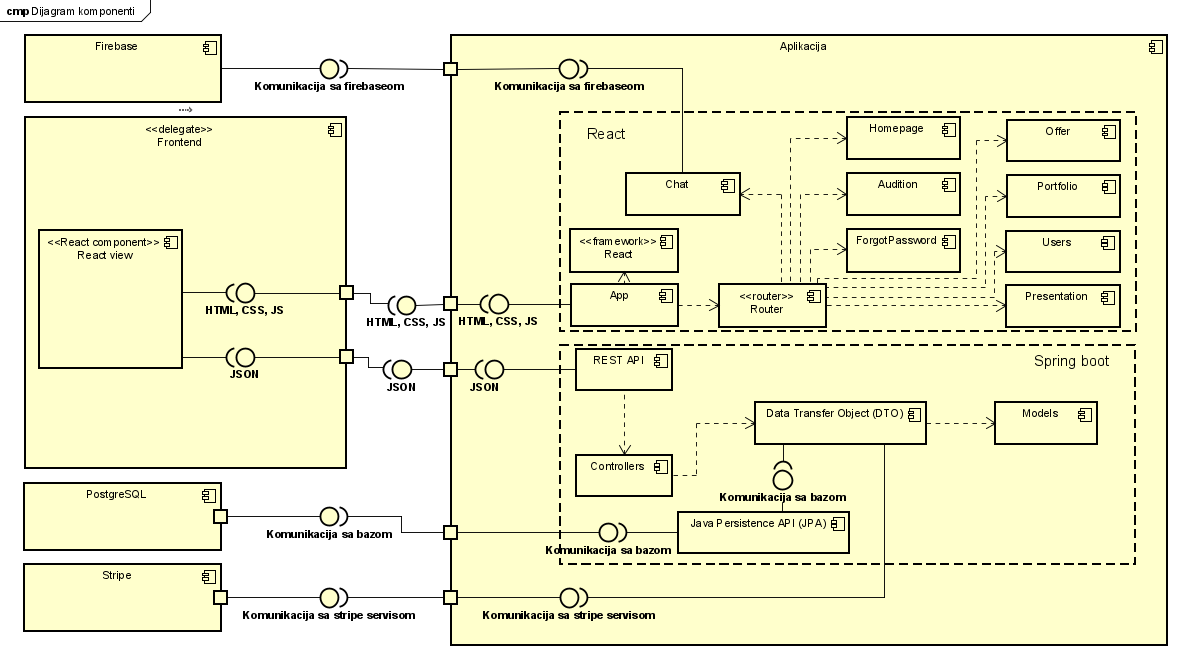 cmp Dijagram komponenti
Firebase
Komunikacija sa firebaseom
Aplikacija
Komunikacija sa firebaseom
<<delegate>>
Frontend
<<React component>>
React view
HTML, CSS, JS
JSON
HTML, CSS, JS
JSON
HTML, CSS, JS
JSON
React
Chat
<<framework>>
React
App
<<router>>
Router
Homepage
Audition
ForgotPassword
Offer
Portfolio
Users
Presentation
Spring boot
REST API
Controllers
Data Transfer Object (DTO)
Models
Komunikacija sa bazom
Java Persistence API (JPA)
Komunikacija sa bazom
PostgreSQL
Komunikacija sa bazom
Stripe
Komunikacija sa stripe servisom
Komunikacija sa stripe servisom